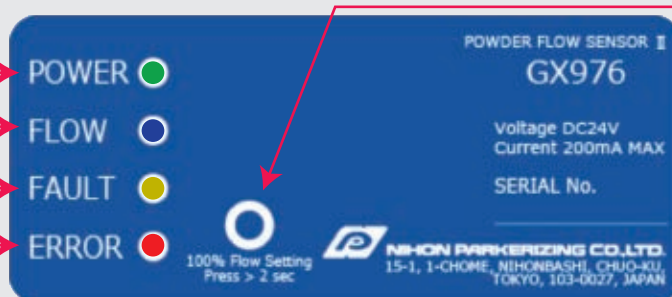 POWER
FLOW
FAULT
ERROR
100% Flow Setting
Press > 2 sec
POWDER FLOW SENSOR Ⅱ
GX976
Voltage DC24V
Current 200mA MAX
SERIAL No.
NIHON PARKERIZING CO.,LTD.
15-1, 1-CHOME, NIHONBASHI, CHUO-KU,
TOKYO, 103-0027, JAPAN